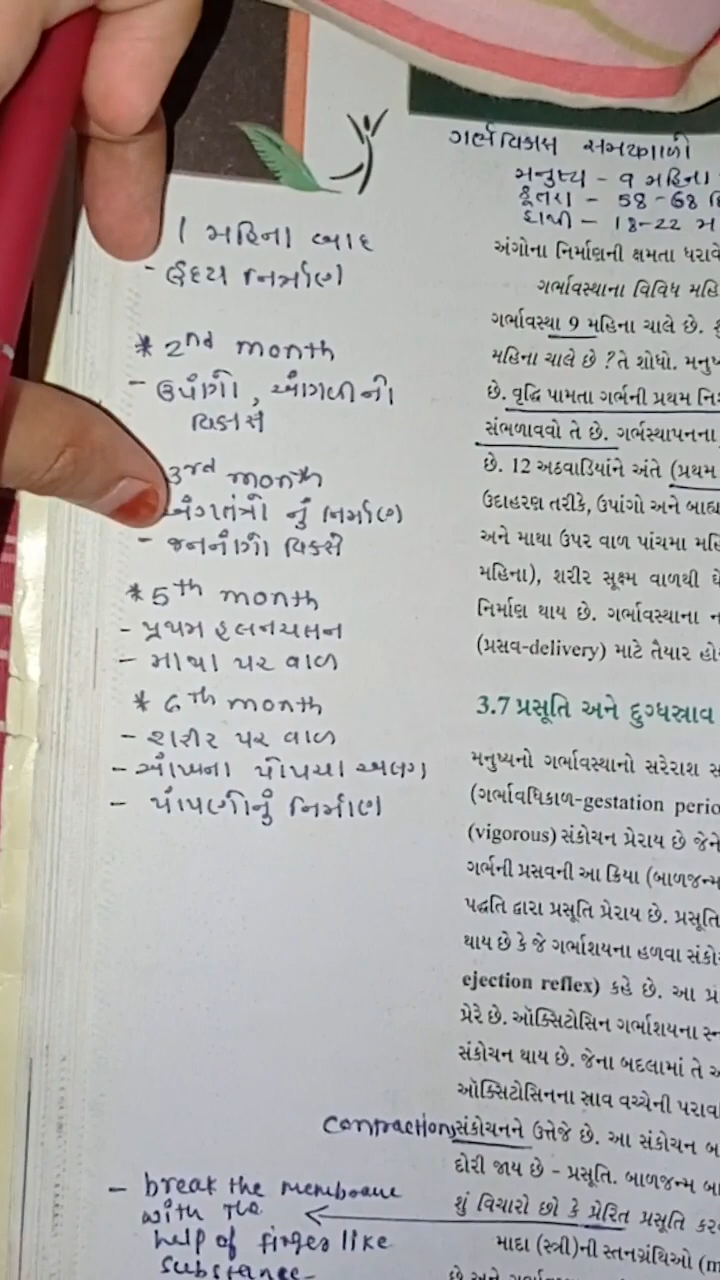 ગર્ભવિકાસ સમયગાળો
મનુષ્ય - ૧ મહિના
કૂતરા - 58-68 દિ
હાથી - 18-22 મ
1 મહિના બાદ
- હૃદય નિર્માણ
* 2nd month
- ઉપાંગો, આંગળીનો
વિકાસ
3rd month
અંગતંત્રો નું નિર્માણ
- જનનાંગો વિકસે
* 5th month
- પ્રથમ હલનચલન
- માથા પર વાળ
* 6th month
- શરીર પર વાળ
- આંખના પોપચા અલગ
- પાંપણોનું નિર્માણ
અંગોના નિર્માણની ક્ષમતા ધરાવે
ગર્ભાવસ્થાના વિવિધ મહિ
ગર્ભાવસ્થા 9 મહિના ચાલે છે.
મહિના ચાલે છે ? તે શોધો. મનુષ્
છે. વૃદ્ધિ પામતા ગર્ભની પ્રથમ નિશ
સંભળાવવો તે છે. ગર્ભસ્થાપનના
છે. 12 અઠવાડિયાંને અંતે (પ્રથમ
ઉદાહરણ તરીકે, ઉપાંગો અને બાહ્ય
અને માથા ઉપર વાળ પાંચમા મહિ
મહિના), શરીર સૂક્ષ્મ વાળથી ઘે
નિર્માણ થાય છે. ગર્ભાવસ્થાના ન
(પ્રસવ-delivery) માટે તૈયાર હો
3.7 પ્રસૂતિ અને દુગ્ધસ્રાવ
મનુષ્યનો ગર્ભાવસ્થાનો સરેરાશ સ
(ગર્ભાવધિકાળ-gestation perio
(vigorous) સંકોચન પ્રેરાય છે જેને
ગર્ભની પ્રસવની આ ક્રિયા (બાળજન્મ
પદ્ધતિ દ્વારા પ્રસૂતિ પ્રેરાય છે. પ્રસૂતિ
થાય છે કે જે ગર્ભાશયના હળવા સંકો
ejection reflex) કહે છે. આ પ્ર
પ્રેરે છે. ઑક્સિટોસિન ગર્ભાશયના સ્ન
સંકોચન થાય છે. જેના બદલામાં તે
ઑક્સિટોસિનના સ્રાવ વચ્ચેની પરાવ
contraction, સંકોચનને ઉત્તેજે છે. આ સંકોચન બ
દોરી જાય છે - પ્રસૂતિ. બાળજન્મ બા
શું વિચારો છો કે પ્રેરિત પ્રસૂતિ કર
માદા (સ્ત્રી)ની સ્તનગ્રંથિઓ (m
- break the membrane
with the
help of finger like
substance-